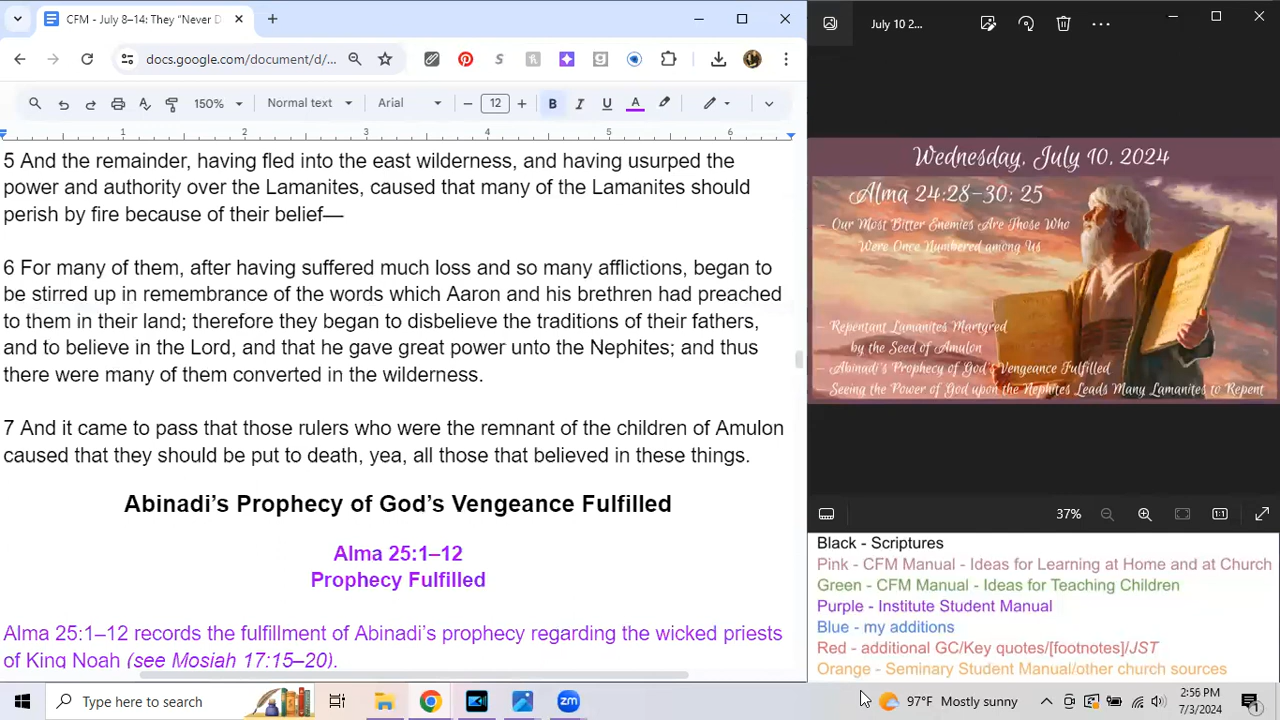 CFM - July 8–14: They “Never D
docs.google.com/document/d/...
150%
Normal text
Arial
12
B
I
U
A
1 2 3 4 5 6
5 And the remainder, having fled into the east wilderness, and having usurped the
power and authority over the Lamanites, caused that many of the Lamanites should
perish by fire because of their belief—
6 For many of them, after having suffered much loss and so many afflictions, began to
be stirred up in remembrance of the words which Aaron and his brethren had preached
to them in their land; therefore they began to disbelieve the traditions of their fathers,
and to believe in the Lord, and that he gave great power unto the Nephites; and thus
there were many of them converted in the wilderness.
7 And it came to pass that those rulers who were the remnant of the children of Amulon
caused that they should be put to death, yea, all those that believed in these things.
Abinadi’s Prophecy of God’s Vengeance Fulfilled
Alma 25:1–12
Prophecy Fulfilled
Alma 25:1–12 records the fulfillment of Abinadi’s prophecy regarding the wicked priests
of King Noah (see Mosiah 17:15–20).
July 10 2...
Wednesday, July 10, 2024
Alma 24:28-30; 25
- Our Most Bitter Enemies Are Those Who
Were Once Numbered among Us
- Repentant Lamanites Martyred
by the Seed of Amulon
- Abinadi's Prophecy of God's Vengeance Fulfilled
- Seeing the Power of God upon the Nephites Leads Many Lamanites to Repent
37%
1:1
Black - Scriptures
Pink - CFM Manual - Ideas for Learning at Home and at Church
Green - CFM Manual - Ideas for Teaching Children
Purple - Institute Student Manual
Blue - my additions
Red - additional GC/Key quotes/[footnotes]/JST
Orange - Seminary Student Manual/other church sources
Type here to search
zm
97°F Mostly sunny
2:56 PM
7/3/2024
1